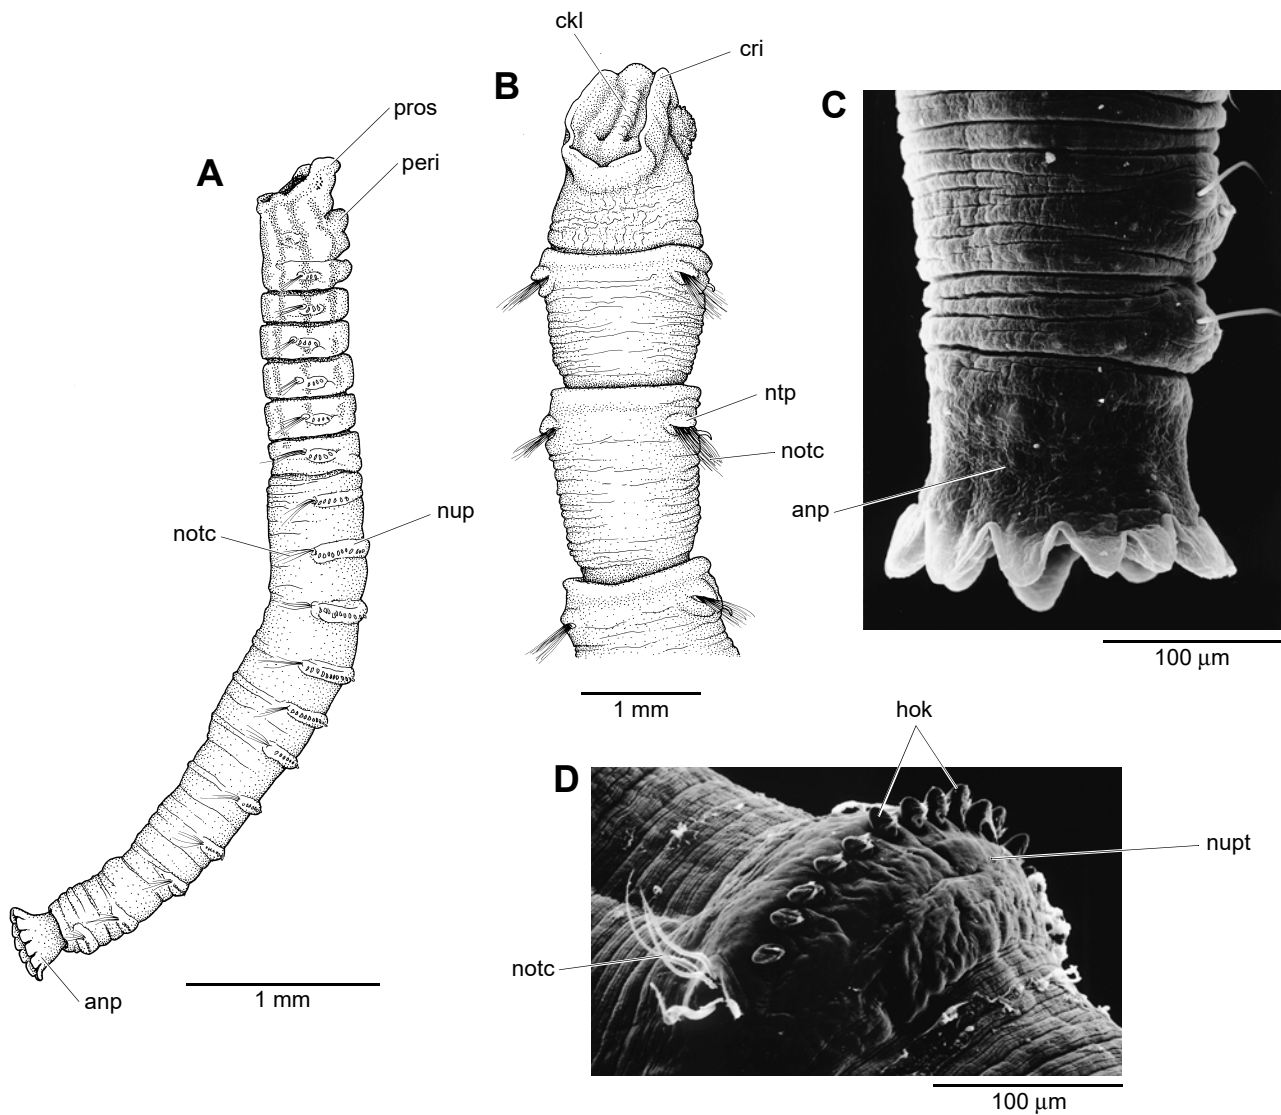 A
pros
peri
notc
nup
anp
1 mm
B
ckl
cri
ntp
notc
1 mm
C
anp
100 µm
D
hok
nupt
notc
100 µm